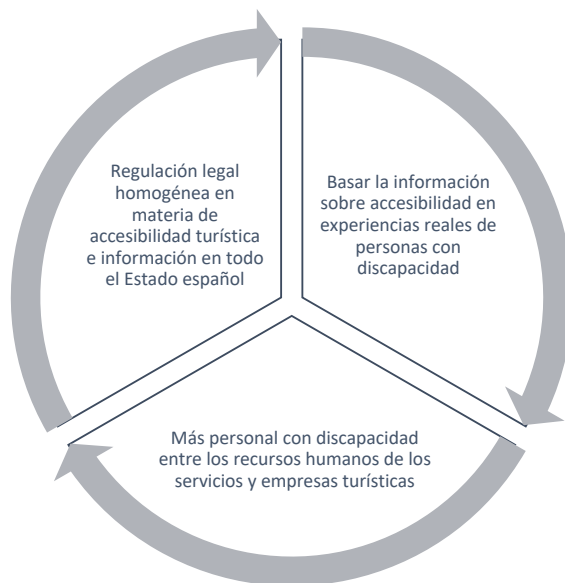 Regulación legal
homogénea en
materia de
accesibilidad turística
e información en todo
el Estado español
Basar la información
sobre accesibilidad en
experiencias reales de
personas con
discapacidad
Más personal con discapacidad
entre los recursos humanos de los
servicios y empresas turísticas